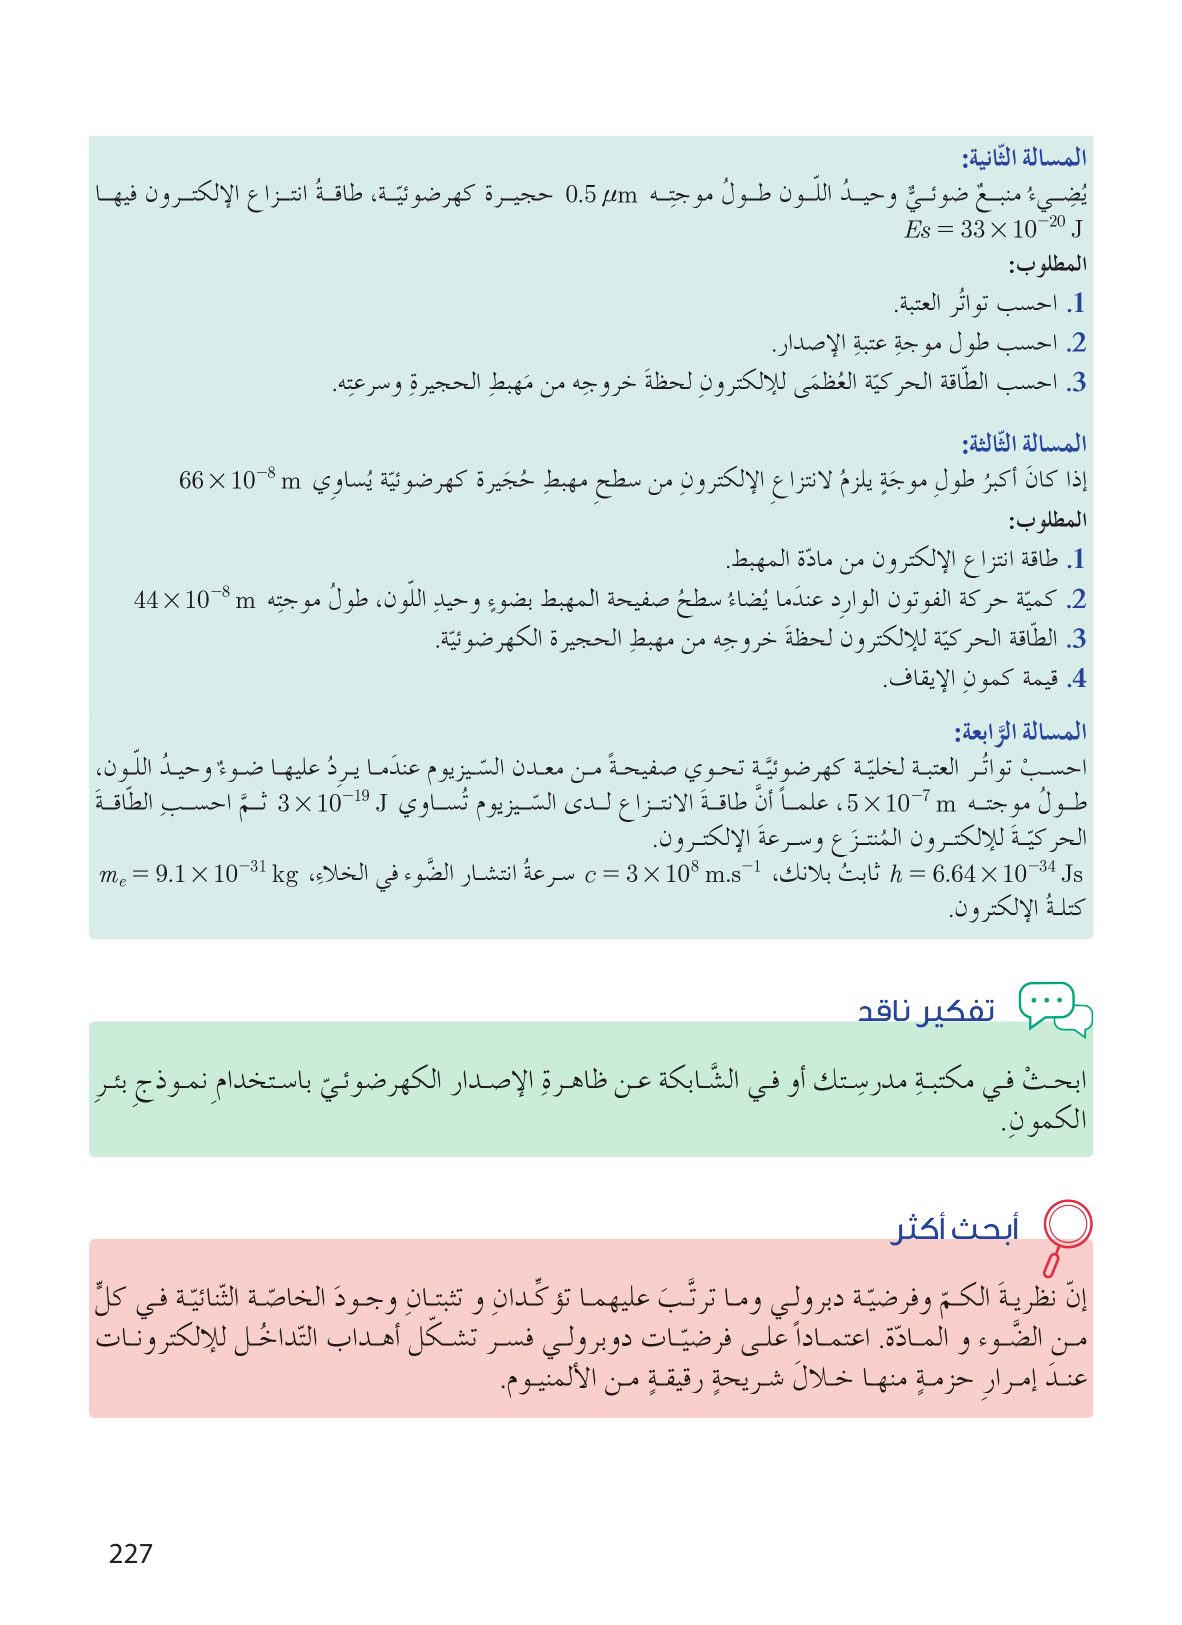 المسالة الثّانية:
يُضِيءُ منبعٌ ضوئيٌّ وحيدُ اللّون طولُ موجتِه 0.5 μm حجيرة كهرضوئيّة، طاقةُ انتزاع الإلكترون فيها
Es = 33 × 10⁻²⁰ J
المطلوب:
1. احسب تواتُر العتبة.
2. احسب طول موجةِ عتبةِ الإصدار.
3. احسب الطّاقة الحركيّة العُظمَى للإلكترونِ لحظةَ خروجِه من مَهبطِ الحجيرةِ وسرعتِه.
المسالة الثّالثة:
إذا كانَ أكبرُ طولِ موجَةٍ يلزمُ لانتزاعِ الإلكترونِ من سطحِ مهبطِ حُجَيرة كهرضوئيّة يُساوِي 66 × 10⁻⁸ m
المطلوب:
1. طاقة انتزاع الإلكترون من مادّة المهبط.
2. كميّة حركة الفوتون الوارِد عندَما يُضاءُ سطحُ صفيحة المهبط بضوءٍ وحيدِ اللّون، طولُ موجتِه 44 × 10⁻⁸ m
3. الطّاقة الحركيّة للإلكترون لحظةَ خروجِه من مهبطِ الحجيرة الكهرضوئيّة.
4. قيمة كمونِ الإيقاف.
المسالة الرَّابعة:
احسبْ تواتُر العتبة لخليّة كهرضوئيَّة تحوي صفيحةً من معدن السّيزيوم عندَما يرِدُ عليها ضوءٌ وحيدُ اللّون،
طولُ موجته 5 × 10⁻⁷ m، علماً أنَّ طاقةَ الانتزاع لدى السّيزيوم تُساوي 3 × 10⁻¹⁹ J ثمَّ احسبِ الطّاقةَ
الحركيّةَ للإلكترون المُنتزَع وسرعةَ الإلكترون.
h = 6.64 × 10⁻³⁴ Js ثابتُ بلانك، c = 3 × 10⁸ m.s⁻¹ سرعةُ انتشار الضَّوء في الخلاءِ، mₑ = 9.1 × 10⁻³¹ kg
كتلةُ الإلكترون.
تفكير ناقد
ابحثْ في مكتبةِ مدرسِتك أو في الشَّابكة عن ظاهرةِ الإصدار الكهرضوئيّ باستخدامِ نموذجِ بئرِ
الكمونِ.
أبحث أكثر
إنّ نظريةَ الكمّ وفرضيّة دبرولي وما ترتَّبَ عليهما تؤكِّدانِ و تثبتانِ وجودَ الخاصّة الثّنائيّة في كلٍّ
من الضَّوء و المادّة. اعتماداً على فرضيّات دوبرولي فسر تشكّل أهداب التّداخُل للإلكترونات
عندَ إمرارِ حزمةٍ منها خلالَ شريحةٍ رقيقةٍ من الألمنيوم.
227